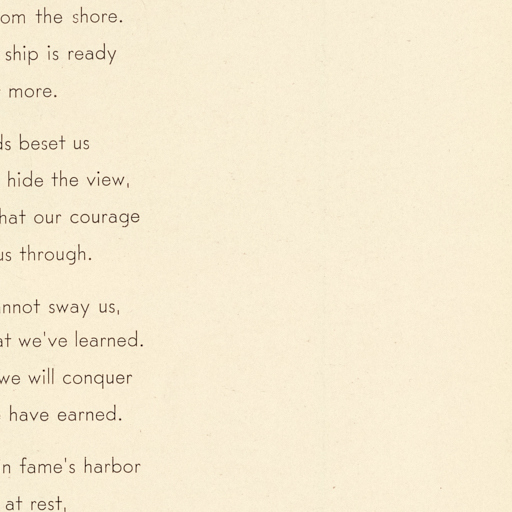 om the shore.
ship is ready
more.
ds beset us
hide the view,
hat our courage
us through.
nnot sway us,
at we've learned.
we will conquer
have earned.
n fame's harbor
at rest,